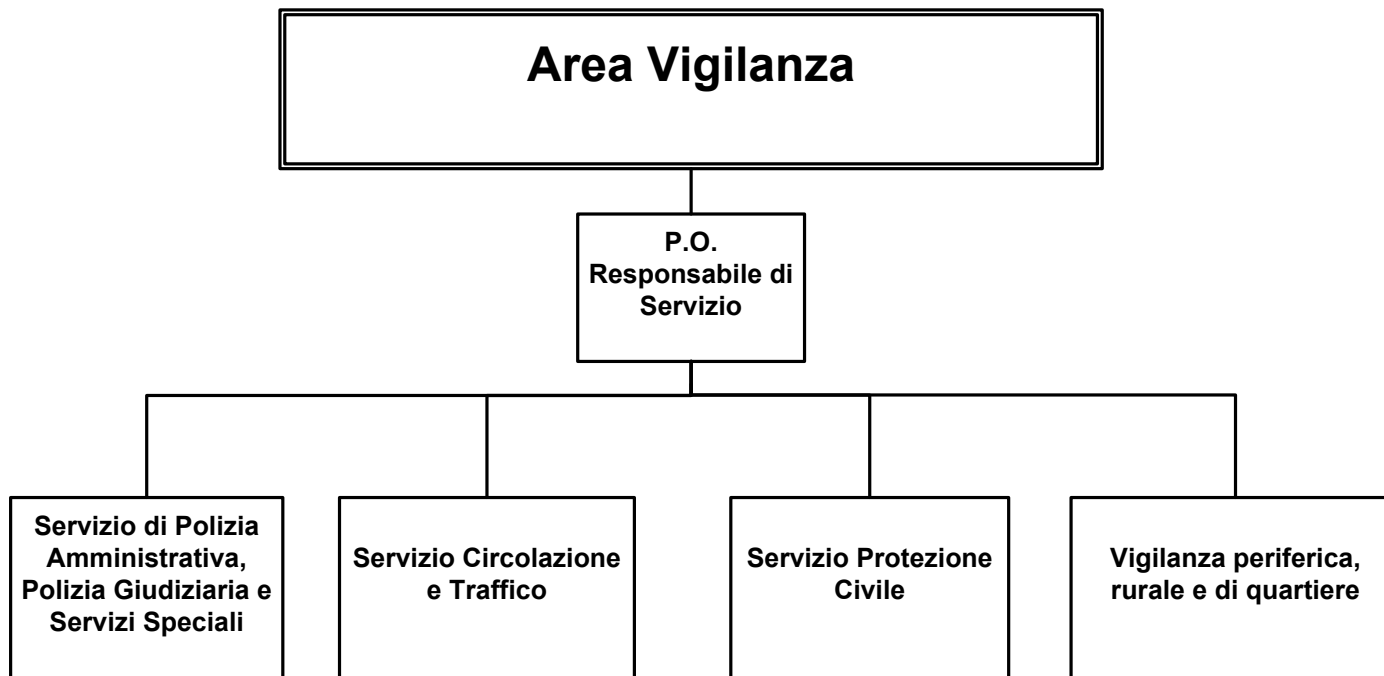 Area Vigilanza
P.O.
Responsabile di
Servizio
Servizio di Polizia
Amministrativa,
Polizia Giudiziaria e
Servizi Speciali
Servizio Circolazione
e Traffico
Servizio Protezione
Civile
Vigilanza periferica,
rurale e di quartiere